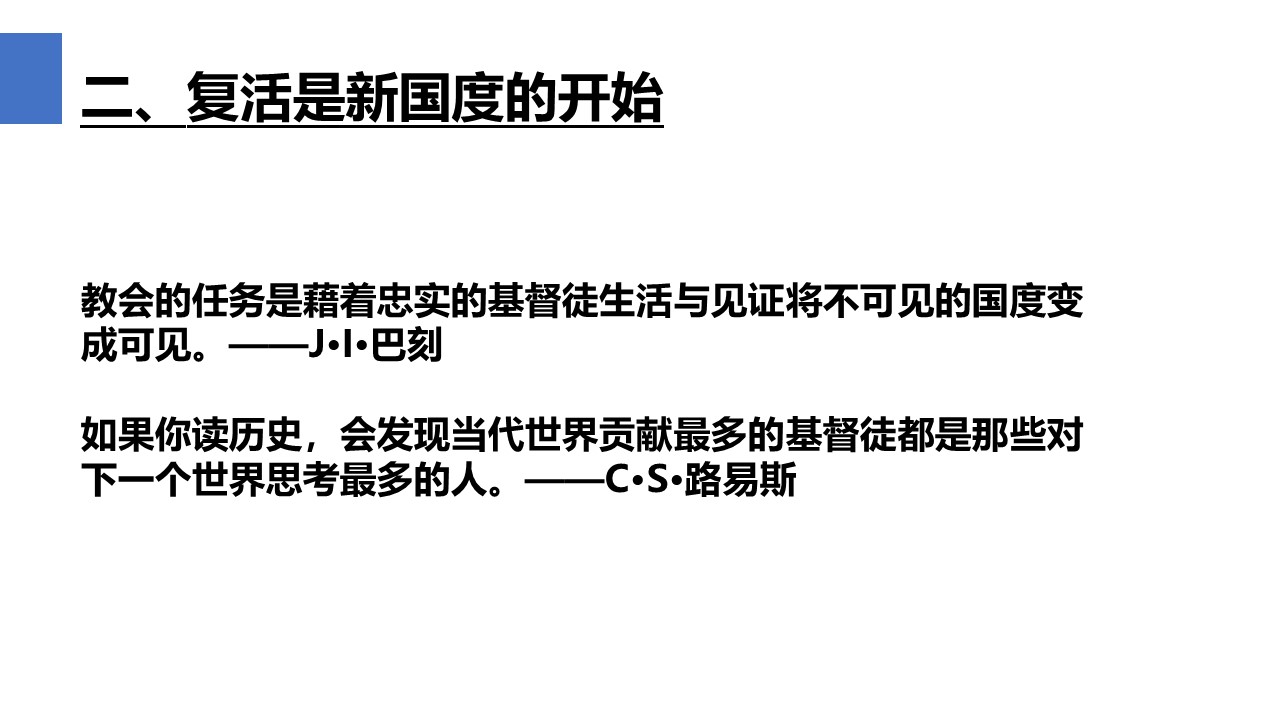 二、复活是新国度的开始
教会的任务是藉着忠实的基督徒生活与见证将不可见的国度变
成可见。——J•I•巴刻
如果你读历史，会发现当代世界贡献最多的基督徒都是那些对
下一个世界思考最多的人。——C•S•路易斯